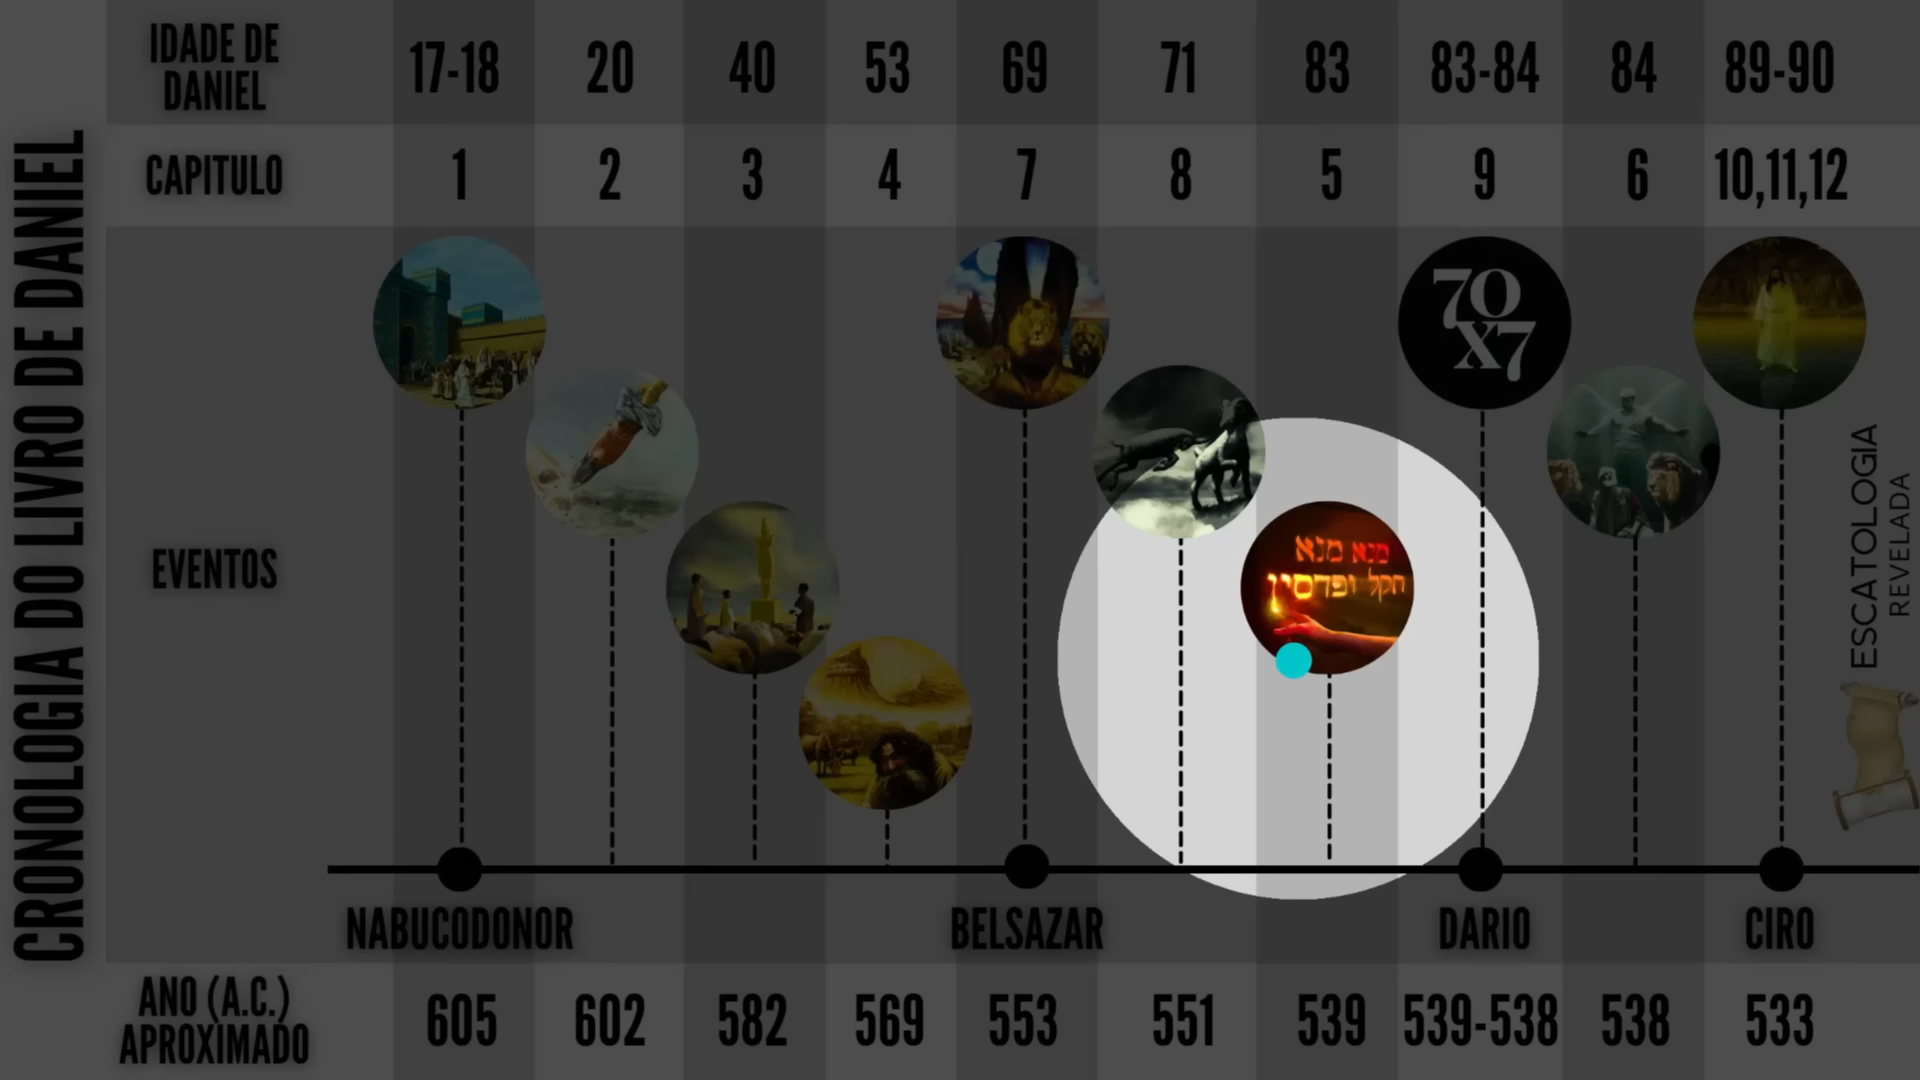 CRONOLOGIA DO LIVRO DE DANIEL
IDADE DE
DANIEL
17-18 20 40 53 69 71 83 83-84 84 89-90
CAPITULO 1 2 3 4 7 8 5 9 6 10,11,12
EVENTOS
70
X7
מנא מנא
תקל ופרסין
ESCATOLOGIA
REVELADA
NABUCODONOR BELSAZAR DARIO CIRO
ANO (A.C.)
APROXIMADO
605 602 582 569 553 551 539 539-538 538 533